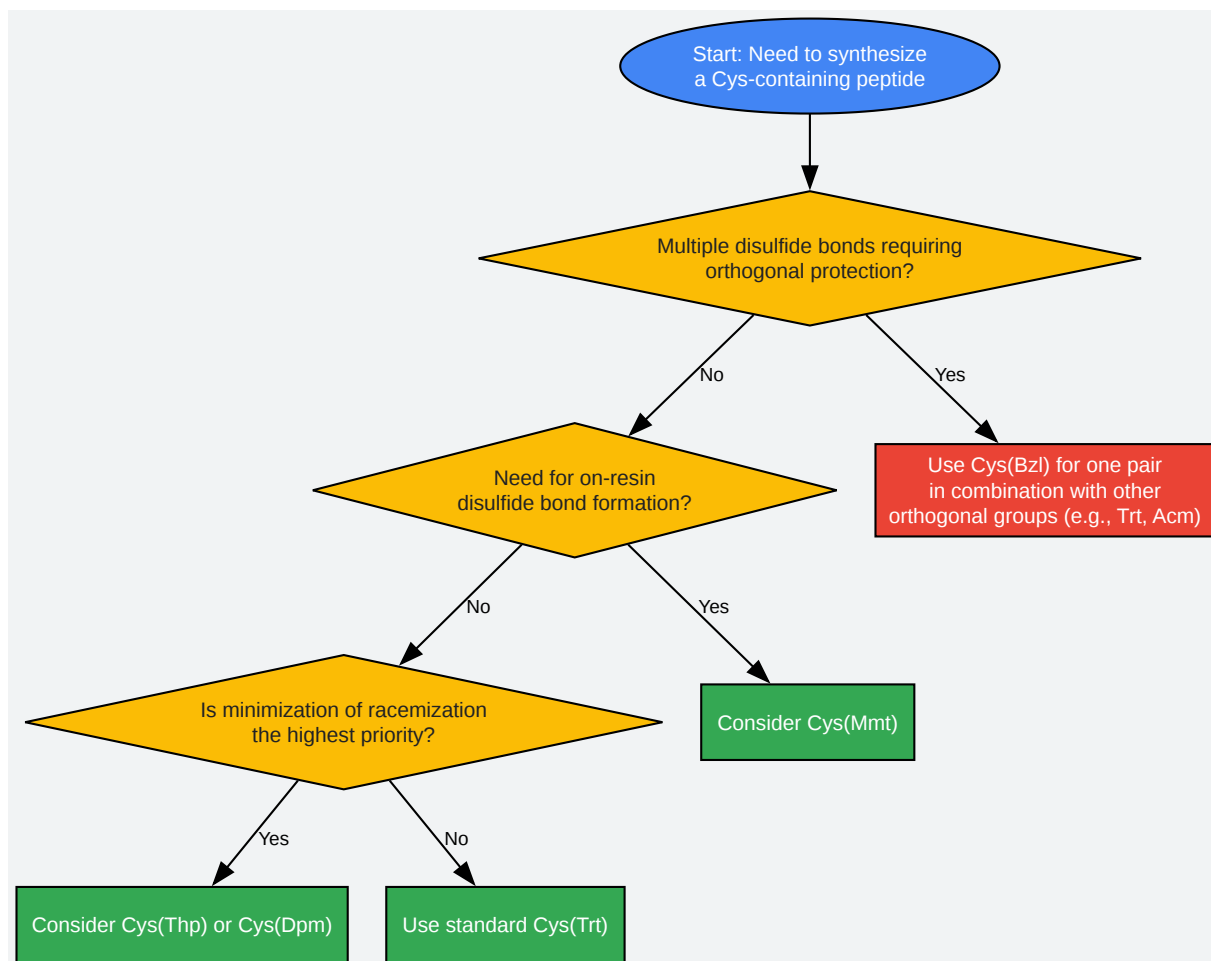 Start: Need to synthesize
a Cys-containing peptide
Multiple disulfide bonds requiring
orthogonal protection?
No
Yes
Need for on-resin
disulfide bond formation?
Use Cys(Bzl) for one pair
in combination with other
orthogonal groups (e.g., Trt, Acm)
No
Yes
Is minimization of racemization
the highest priority?
Consider Cys(Mmt)
Yes
No
Consider Cys(Thp) or Cys(Dpm)
Use standard Cys(Trt)